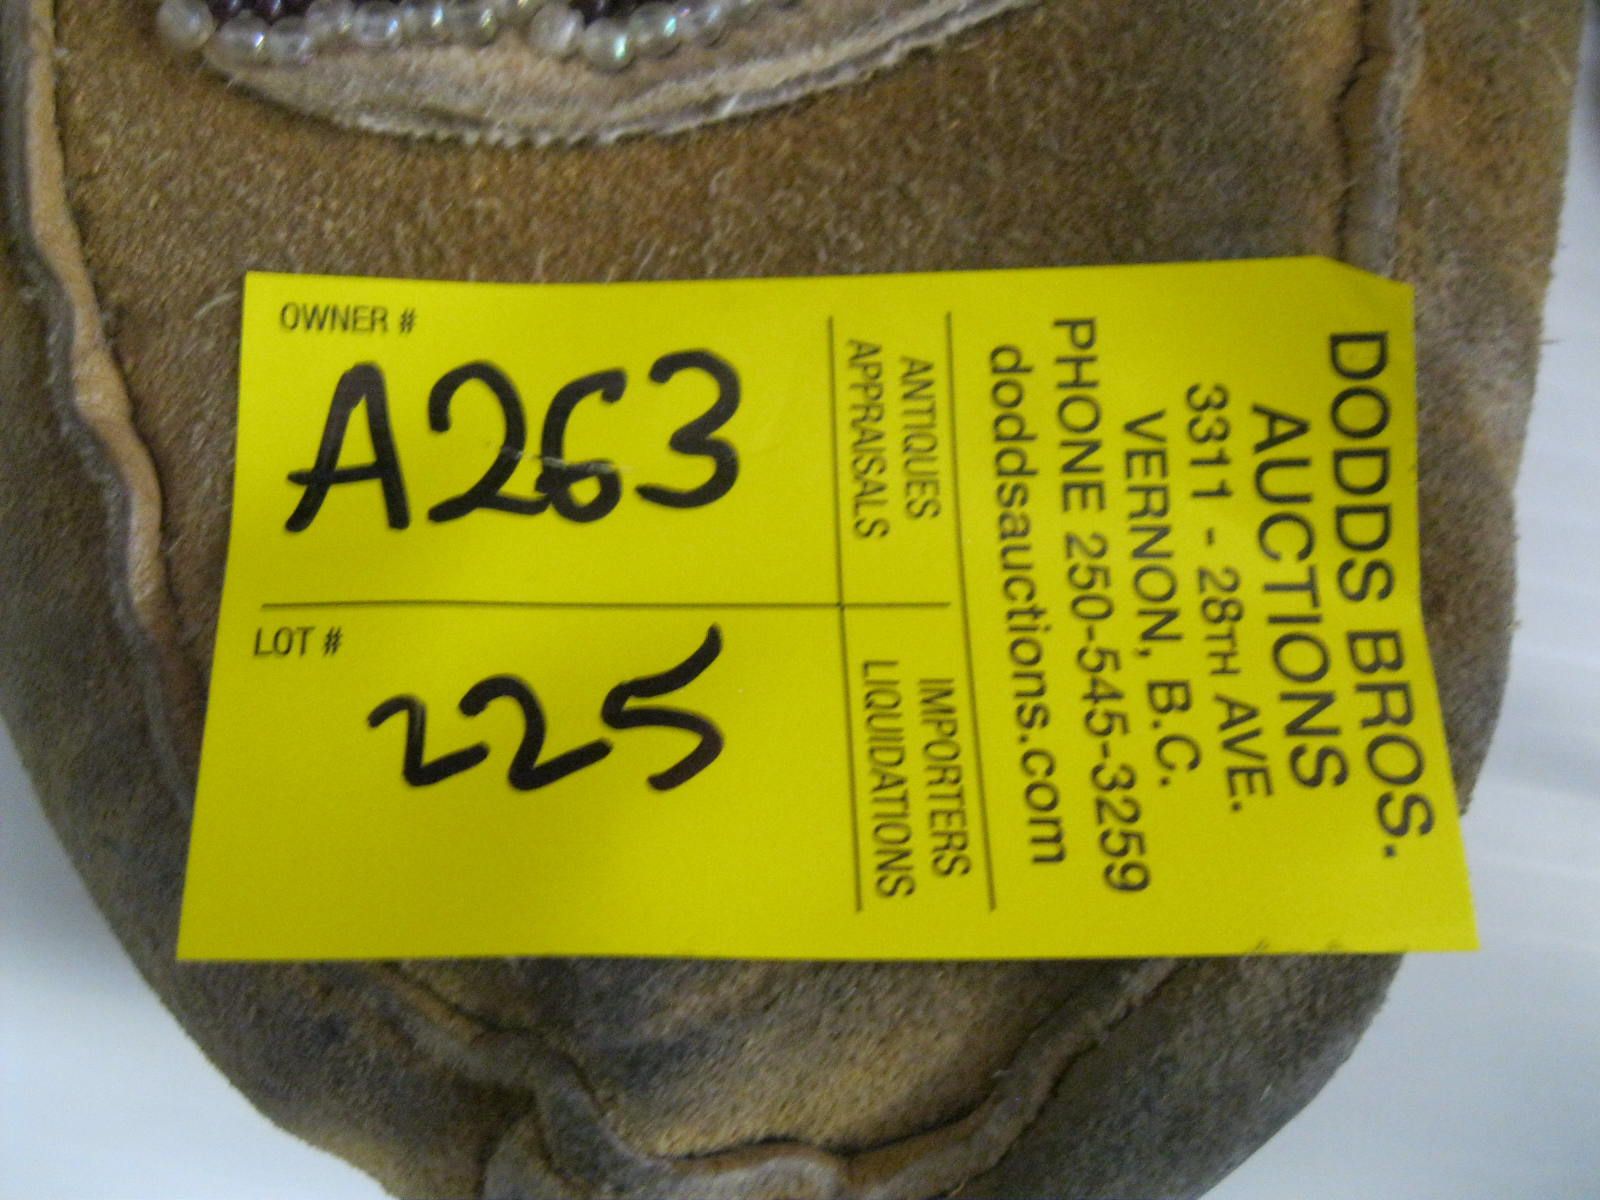 OWNER #
A263
LOT #
225
ANTIQUES
APPRAISALS
IMPORTERS
LIQUIDATIONS
DODDS BROS.
AUCTIONS
3311 - 28TH AVE.
VERNON, B.C.
PHONE 250-545-3259
doddsauctions.com